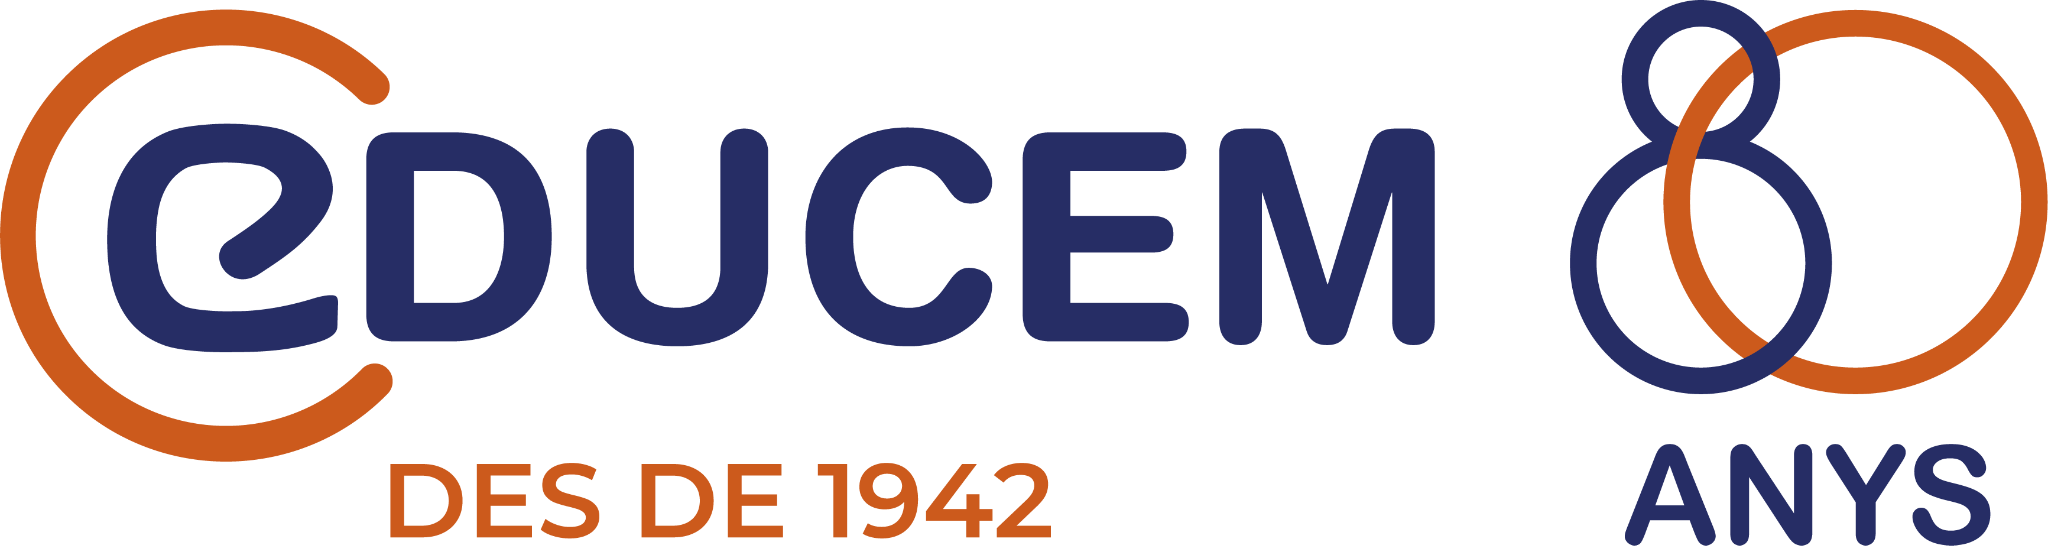 eDUCEM
80
DES DE 1942
ANYS